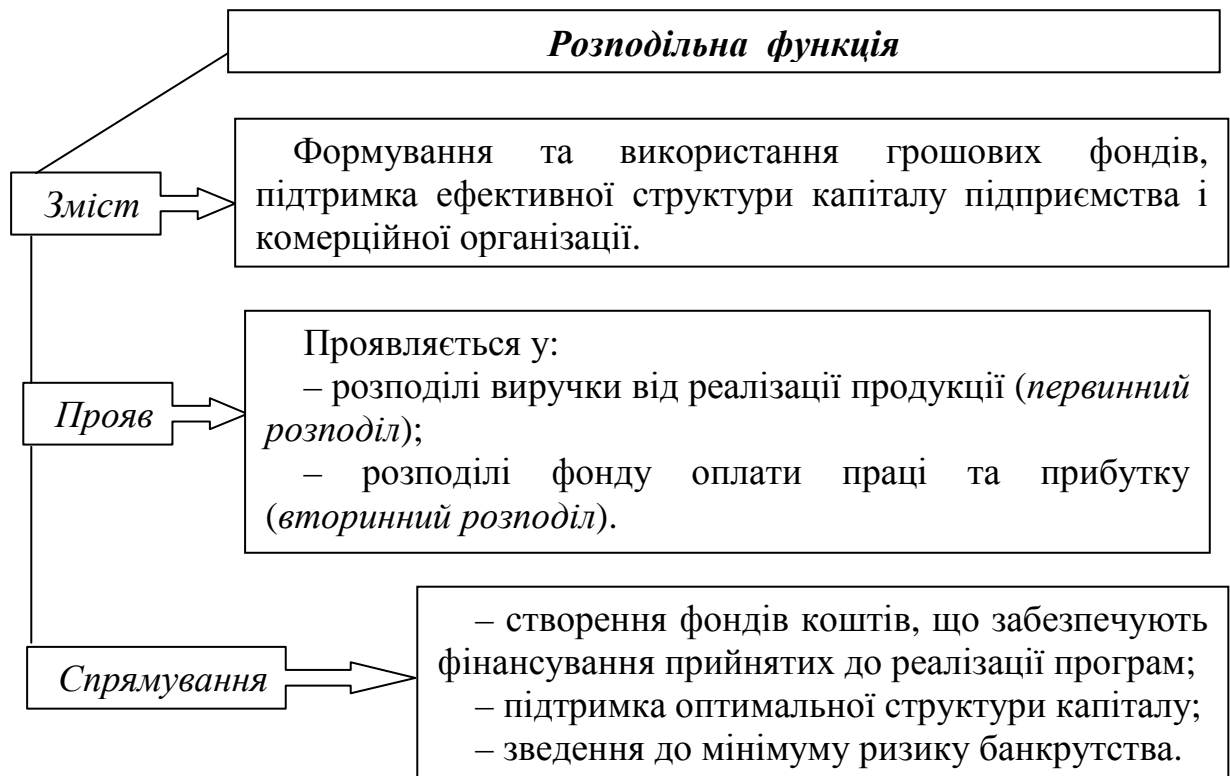 Розподільна функція
Формування та використання грошових фондів,
підтримка ефективної структури капіталу підприємства і
комерційної організації.
Зміст
Проявляється у:
– розподілі виручки від реалізації продукції (первинний
розподіл);
– розподілі фонду оплати праці та прибутку
(вторинний розподіл).
Прояв
– створення фондів коштів, що забезпечують
фінансування прийнятих до реалізації програм;
– підтримка оптимальної структури капіталу;
– зведення до мінімуму ризику банкрутства.
Спрямування